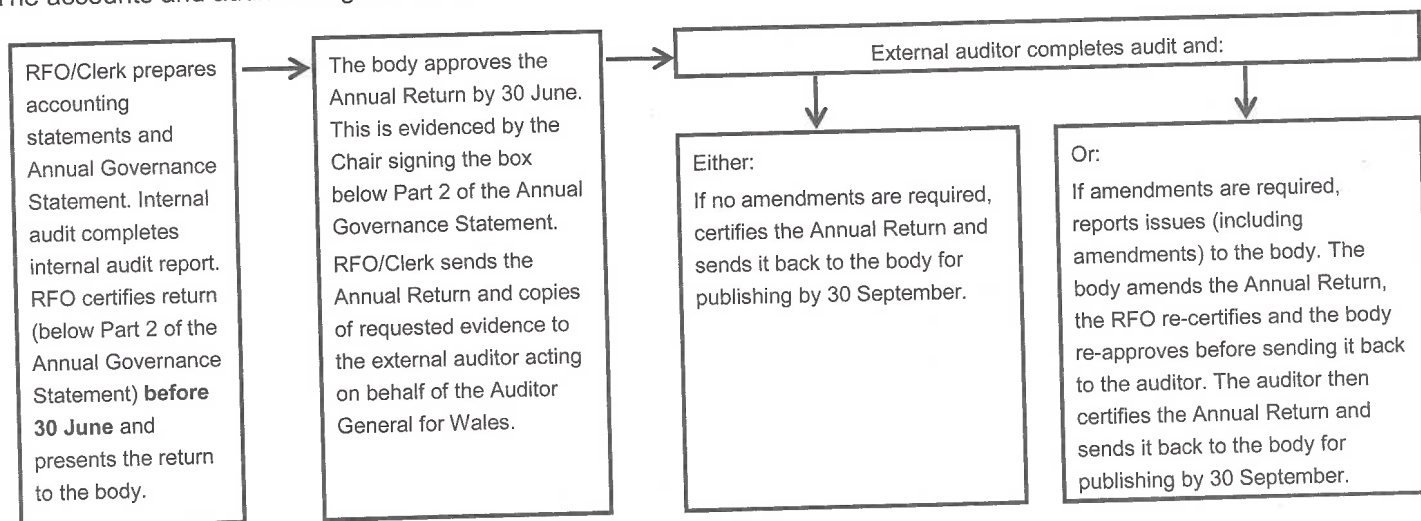 RFO/Clerk prepares
accounting
statements and
Annual Governance
Statement. Internal
audit completes
internal audit report.
RFO certifies return
(below Part 2 of the
Annual Governance
Statement) before
30 June and
presents the return
to the body.
The body approves the
Annual Return by 30 June.
This is evidenced by the
Chair signing the box
below Part 2 of the Annual
Governance Statement.
RFO/Clerk sends the
Annual Return and copies
of requested evidence to
the external auditor acting
on behalf of the Auditor
General for Wales.
External auditor completes audit and:
Either:
If no amendments are required,
certifies the Annual Return and
sends it back to the body for
publishing by 30 September.
Or:
If amendments are required,
reports issues (including
amendments) to the body. The
body amends the Annual Return,
the RFO re-certifies and the body
re-approves before sending it back
to the auditor. The auditor then
certifies the Annual Return and
sends it back to the body for
publishing by 30 September.